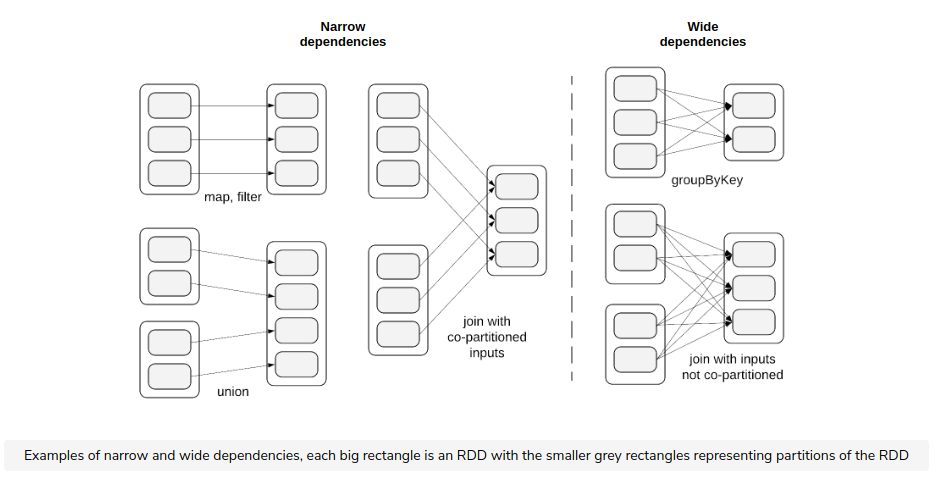 Narrow
dependencies
Wide
dependencies
map, filter
groupByKey
join with
co-partitioned
inputs
union
join with inputs
not co-partitioned
Examples of narrow and wide dependencies, each big rectangle is an RDD with the smaller grey rectangles representing partitions of the RDD